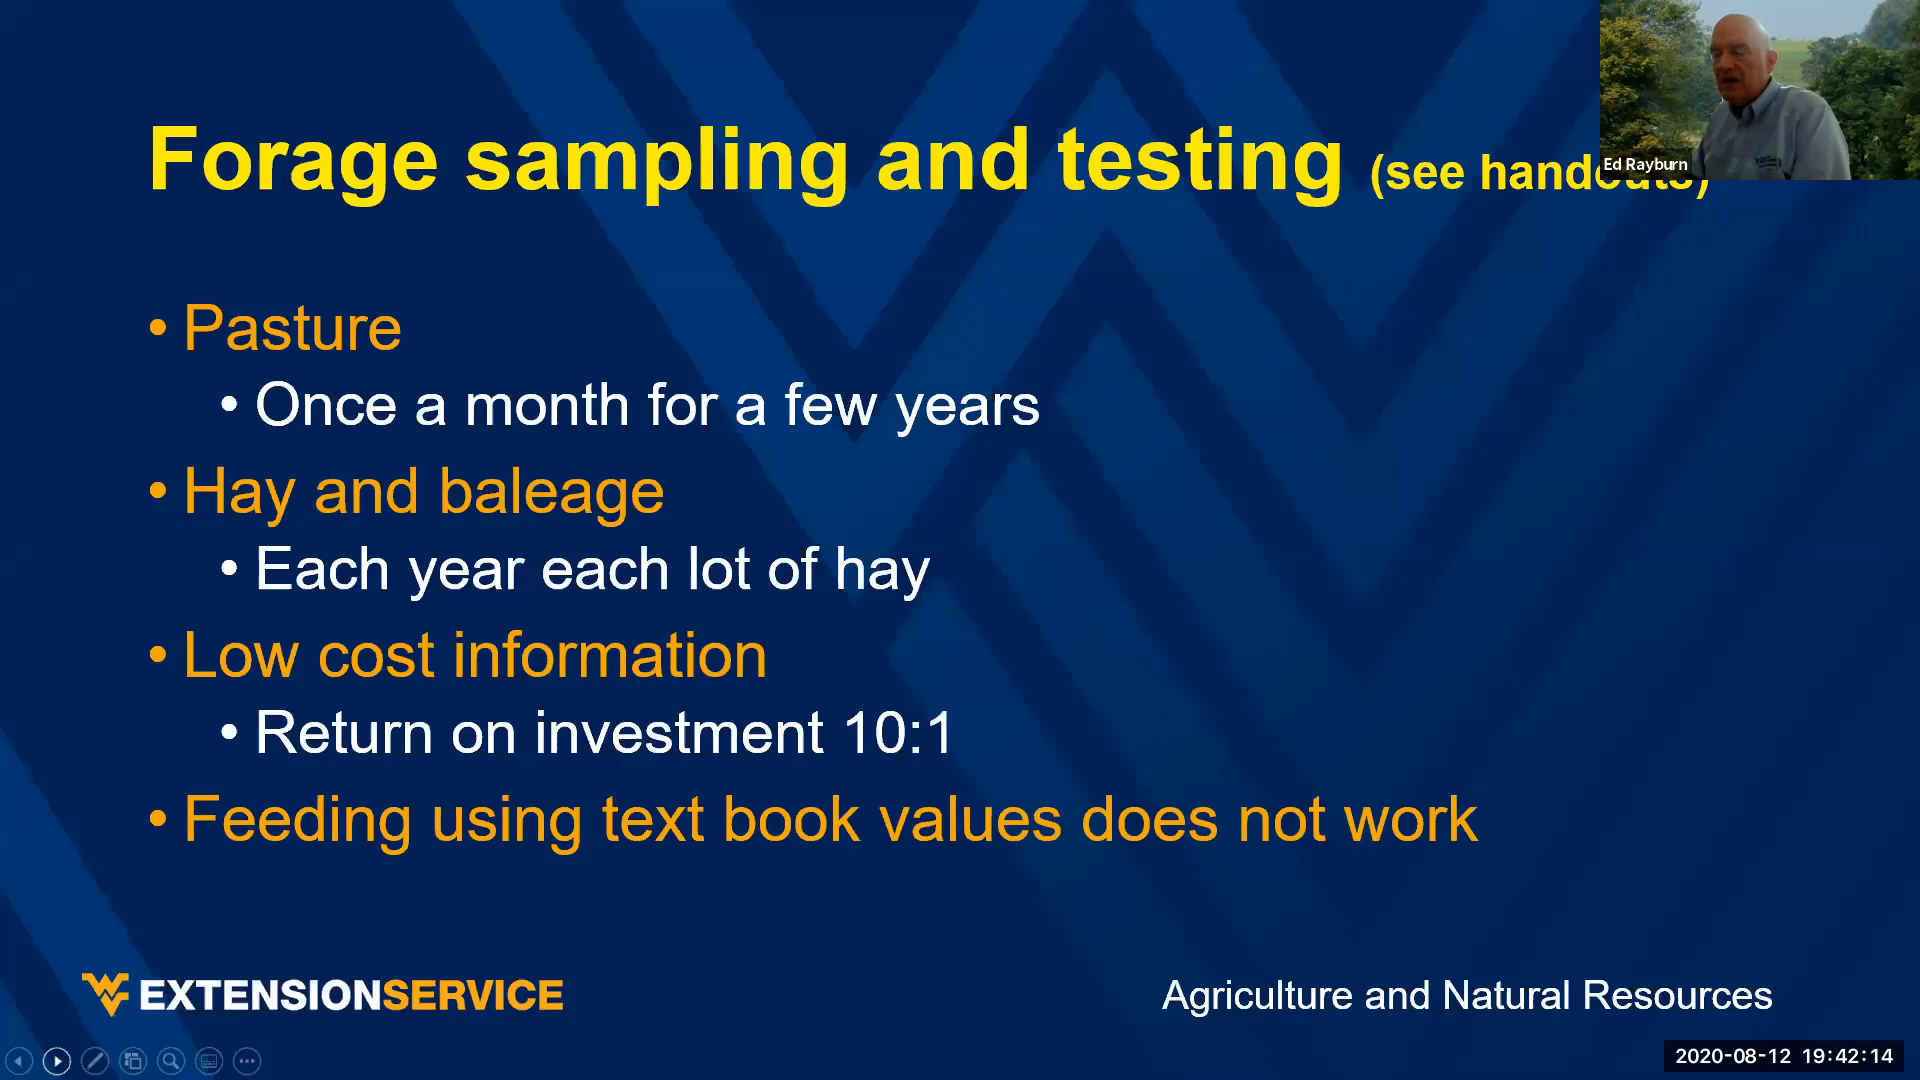 Forage sampling and testing (see handouts)
Ed Rayburn
• Pasture
• Once a month for a few years
• Hay and baleage
• Each year each lot of hay
• Low cost information
• Return on investment 10:1
• Feeding using text book values does not work
WV EXTENSIONSERVICE
Agriculture and Natural Resources
2020-08-12 19:42:14